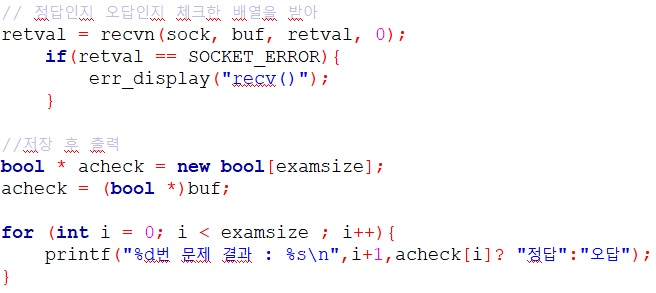 // 정답인지 오답인지 체크한 배열을 받아
retval = recvn(sock, buf, retval, 0);
    if(retval == SOCKET_ERROR){
        err_display("recv()");
    }

//저장 후 출력
bool * acheck = new bool[examsize];
acheck = (bool *)buf;

for (int i = 0; i < examsize ; i++){
    printf("%d번 문제 결과 : %s\n",i+1,acheck[i]? "정답":"오답");
}